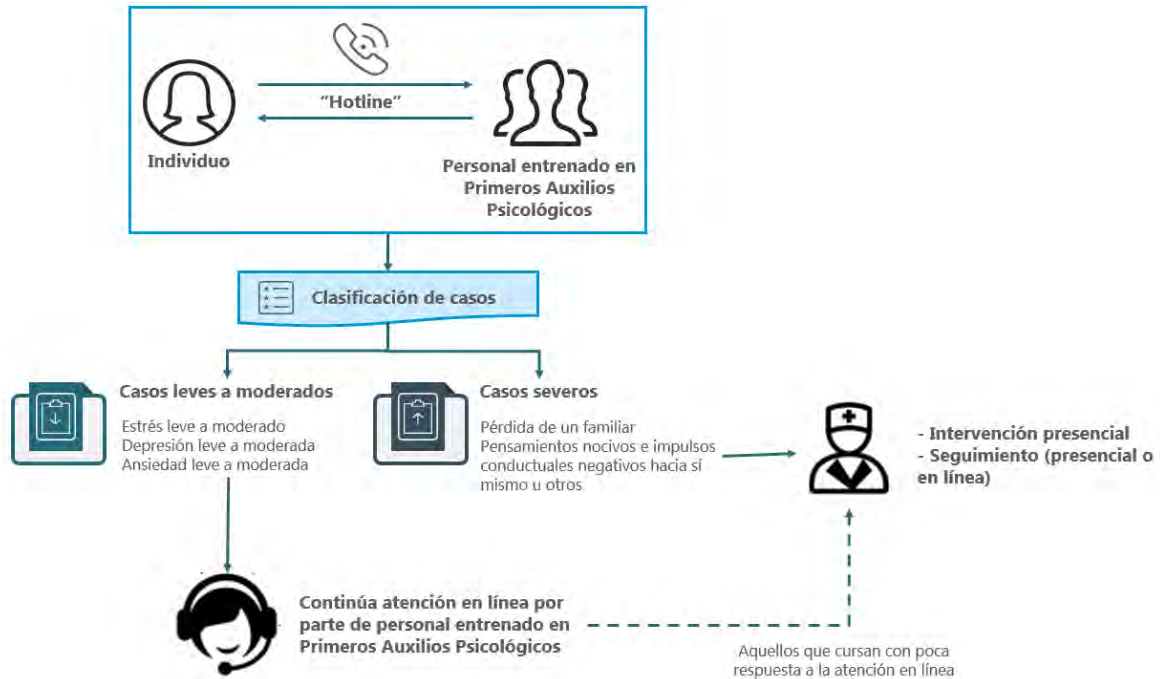 "Hotline"
Individuo
Personal entrenado en
Primeros Auxilios
Psicológicos
Clasificación de casos
Casos leves a moderados
Estrés leve a moderado
Depresión leve a moderada
Ansiedad leve a moderada
Casos severos
Pérdida de un familiar
Pensamientos nocivos e impulsos
conductuales negativos hacia sí
mismo u otros
- Intervención presencial
- Seguimiento (presencial o
en línea)
Continúa atención en línea por
parte de personal entrenado en
Primeros Auxilios Psicológicos
Aquellos que cursan con poca
respuesta a la atención en línea